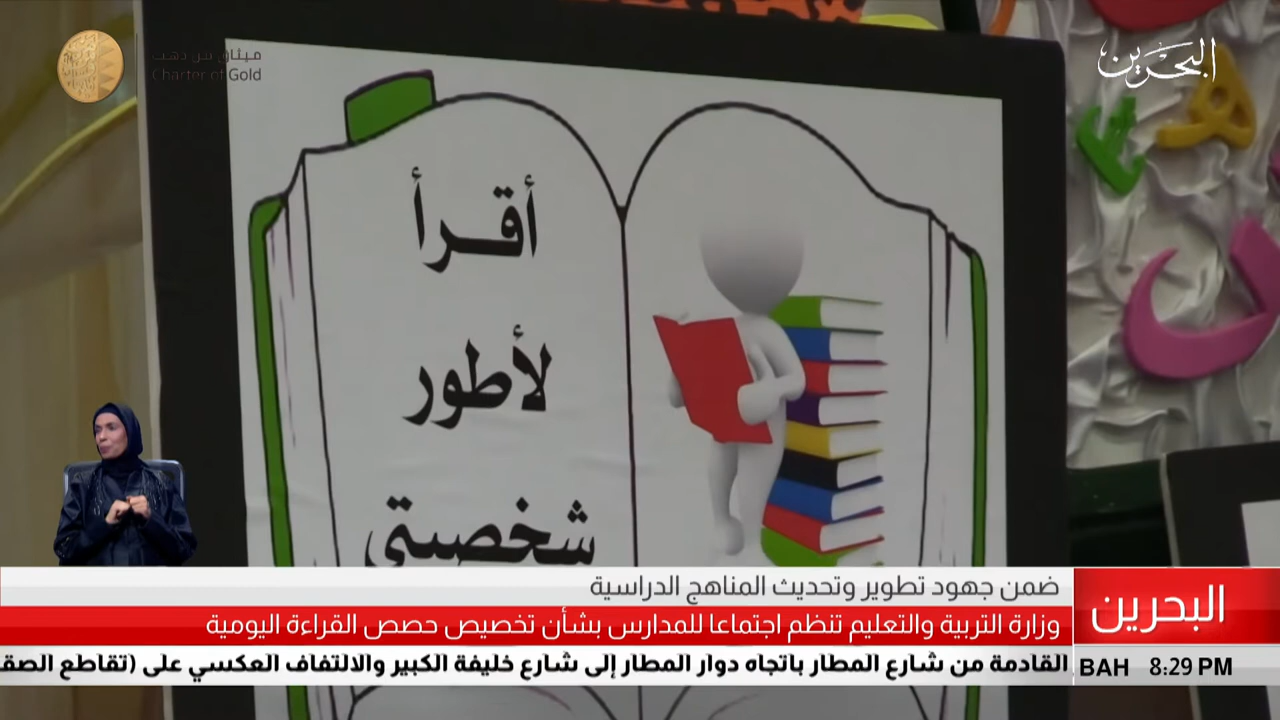 ميثاق من ذهب
Charter of Gold
البحرين
هـ
أقرأ
لأطور
شخصيتي
ضمن جهود تطوير وتحديث المناهج الدراسية
البحرين
وزارة التربية والتعليم تنظم اجتماعا للمدارس بشأن تخصيص حصص القراءة اليومية
القادمة من شارع المطار باتجاه دوار المطار إلى شارع خليفة الكبير والالتفاف العكسي على (تقاطع
BAH 8:29 PM